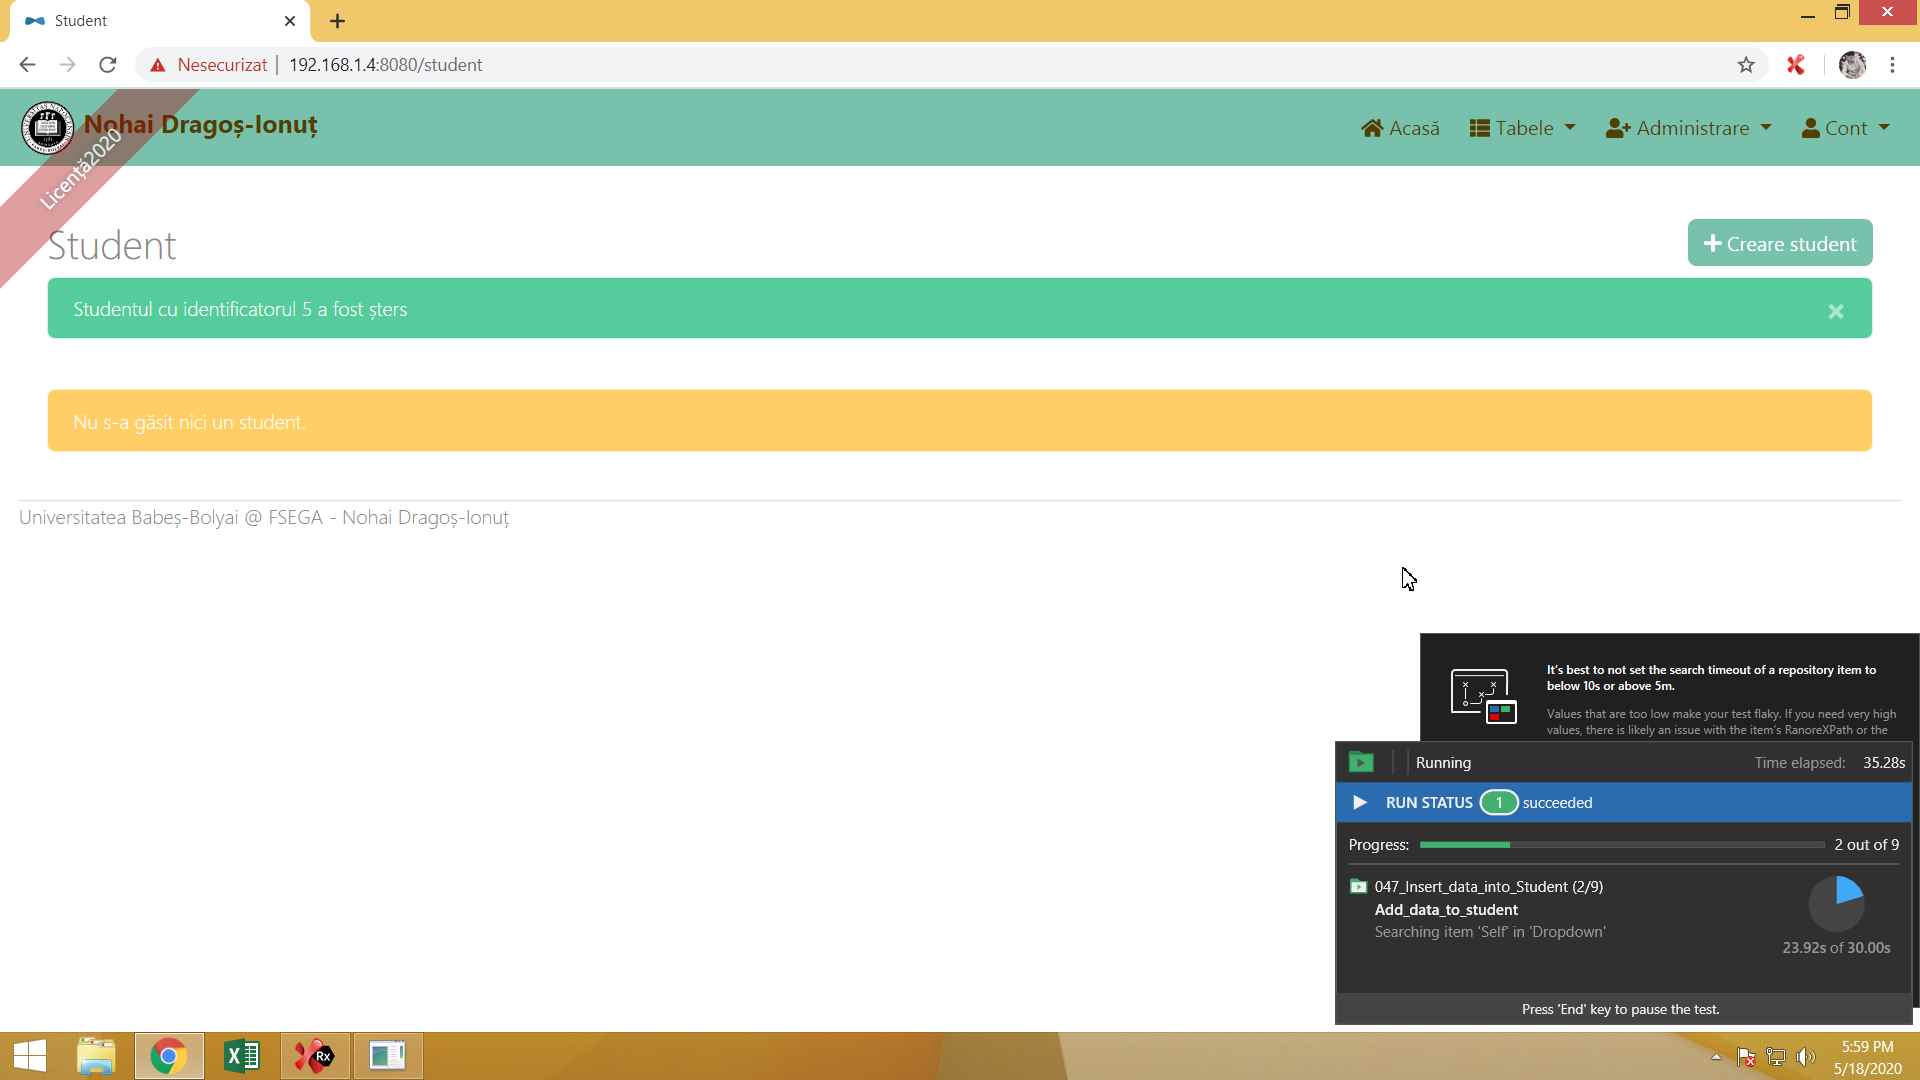 Student
Nesecurizat
192.168.1.4:8080/student
Nohai Dragoș-Ionuț
Acasă
Tabele
Administrare
Cont
Licență2020
Student
Creare student
Studentul cu identificatorul 5 a fost șters
Nu s-a găsit nici un student.
Universitatea Babeș-Bolyai @ FSEGA - Nohai Dragoș-Ionuț
It's best to not set the search timeout of a repository item to
below 10s or above 5m.
Values that are too low make your test flaky. If you need very high
values, there is likely an issue with the item's RanoreXPath or the
Running
Time elapsed: 35.28s
RUN STATUS 1 succeeded
Progress: 2 out of 9
047_Insert_data_into_Student (2/9)
Add_data_to_student
Searching item 'Self' in 'Dropdown'
23.92s of 30.00s
Press 'End' key to pause the test.
Rx
5:59 PM
5/18/2020